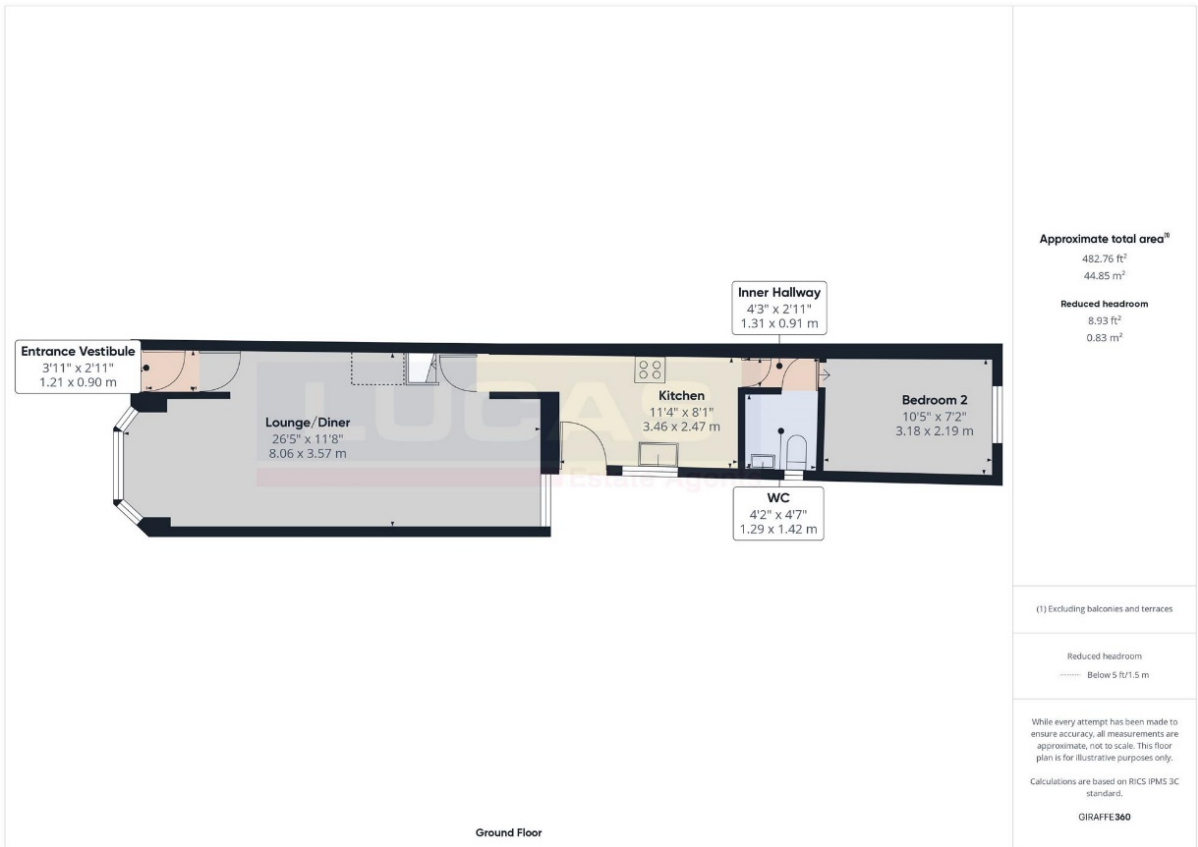 Entrance Vestibule
3'11" x 2'11"
1.21 x 0.90 m
Lounge/Diner
26'5" x 11'8"
8.06 x 3.57 m
LUCAS
Estate Agents
Kitchen
11'4" x 8'1"
3.46 x 2.47 m
Inner Hallway
4'3" x 2'11"
1.31 x 0.91 m
WC
4'2" x 4'7"
1.29 x 1.42 m
Bedroom 2
10'5" x 7'2"
3.18 x 2.19 m
Ground Floor
Approximate total area(1)
482.76 ft²
44.85 m²
Reduced headroom
8.93 ft²
0.83 m²
(1) Excluding balconies and terraces
Reduced headroom
Below 5 ft/1.5 m
While every attempt has been made to
ensure accuracy, all measurements are
approximate, not to scale. This floor
plan is for illustrative purposes only.
Calculations are based on RICS IPMS 3C
standard.
GIRAFFE360